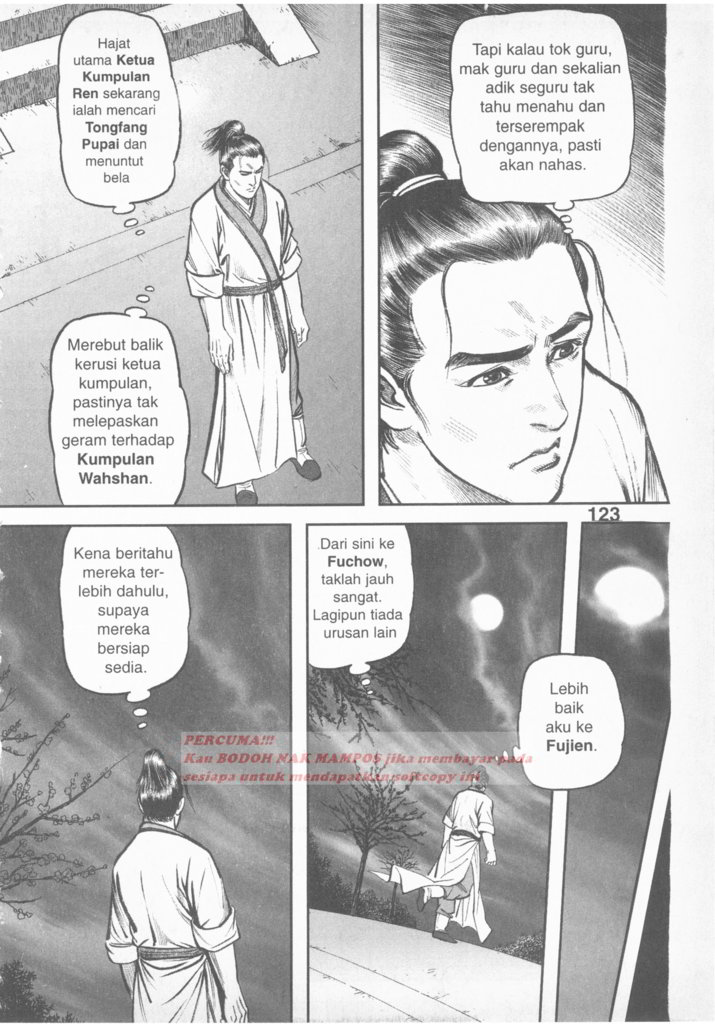 Hajat
utama Ketua
Kumpulan
Ren sekarang
ialah mencari
Tongfang
Pupai dan
menuntut
bela
Merebut balik
kerusi ketua
kumpulan,
pastinya tak
melepaskan
geram terhadap
Kumpulan
Wahshan.
Tapi kalau tok guru,
mak guru dan sekalian
adik seguru tak
tahu menahu dan
terserempak
dengannya, pasti
akan nahas.
123
Kena beritahu
mereka ter-
lebih dahulu,
supaya
mereka
bersiap
sedia.
Dari sini ke
Fuchow,
taklah jauh
sangat.
Lagipun tiada
urusan lain
Lebih
baik
aku ke
Fujien.
PERCUMA!!!
Kau BODOH NAK MAMPOS jika membayar pada
sesiapa untuk mendapatkan softcopy ini